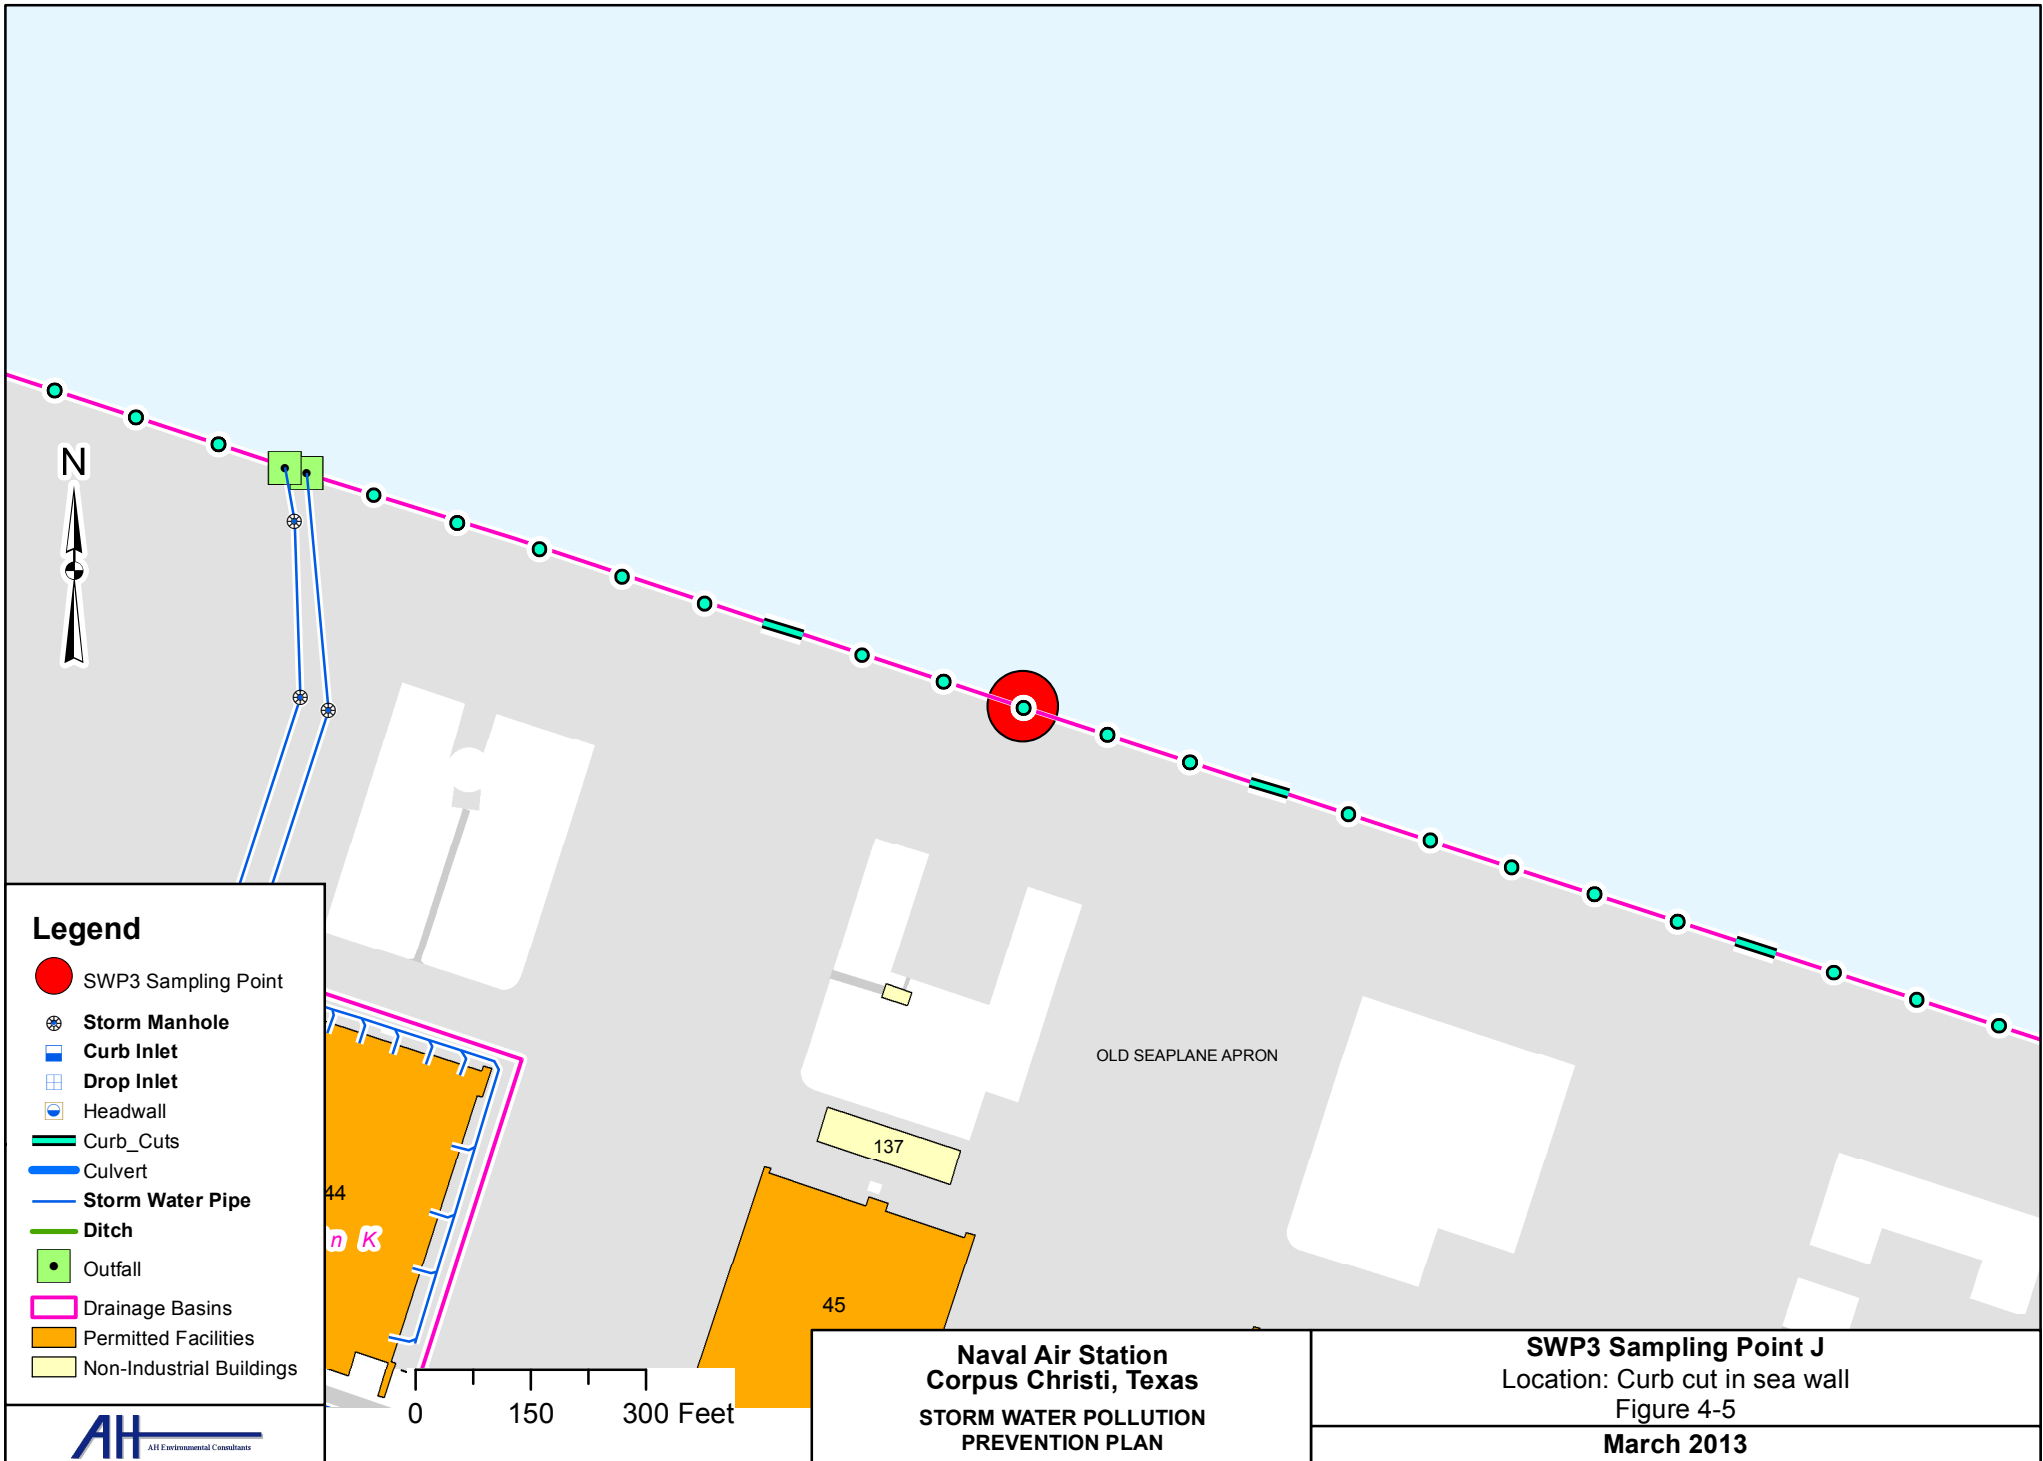 N
OLD SEAPLANE APRON
137
44
n K
45
Legend
SWP3 Sampling Point
Storm Manhole
Curb Inlet
Drop Inlet
Headwall
Curb_Cuts
Culvert
Storm Water Pipe
Ditch
Outfall
Drainage Basins
Permitted Facilities
Non-Industrial Buildings
AH AH Environmental Consultants
0 150 300 Feet
Naval Air Station
Corpus Christi, Texas
STORM WATER POLLUTION
PREVENTION PLAN
SWP3 Sampling Point J
Location: Curb cut in sea wall
Figure 4-5
March 2013